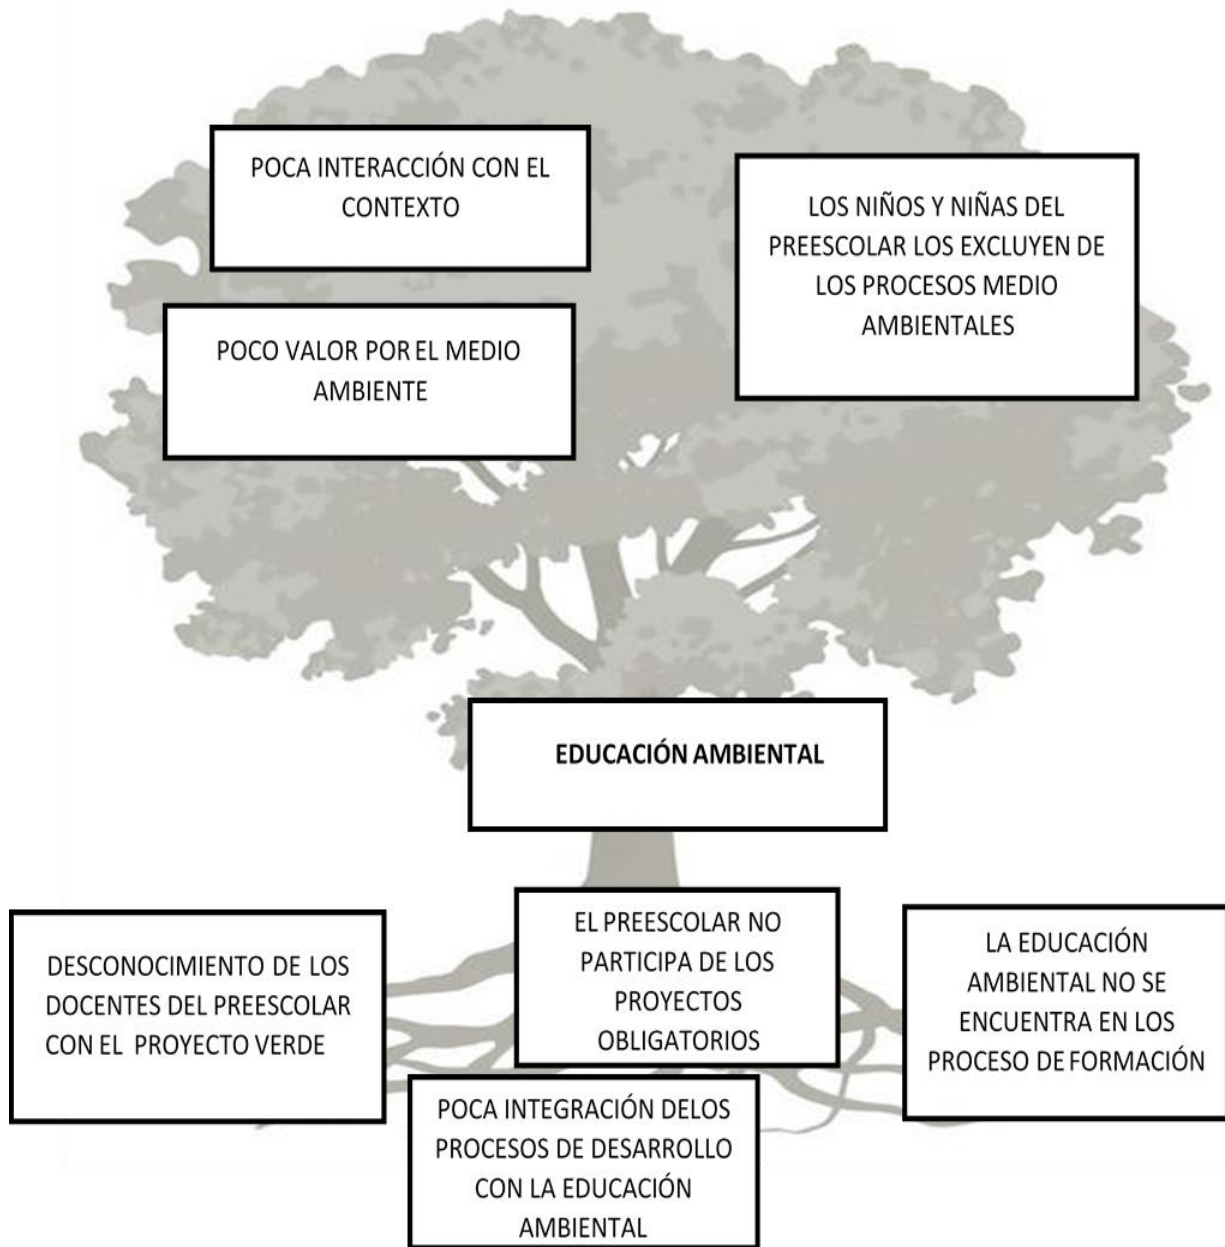 POCA INTERACCIÓN CON EL
CONTEXTO
LOS NIÑOS Y NIÑAS DEL
PREESCOLAR LOS EXCLUYEN DE
LOS PROCESOS MEDIO
AMBIENTALES
POCO VALOR POR EL MEDIO
AMBIENTE
EDUCACIÓN AMBIENTAL
DESCONOCIMIENTO DE LOS
DOCENTES DEL PREESCOLAR
CON EL PROYECTO VERDE
EL PREESCOLAR NO
PARTICIPA DE LOS
PROYECTOS
OBLIGATORIOS
LA EDUCACIÓN
AMBIENTAL NO SE
ENCUENTRA EN LOS
PROCESO DE FORMACIÓN
POCA INTEGRACIÓN DELOS
PROCESOS DE DESARROLLO
CON LA EDUCACIÓN
AMBIENTAL